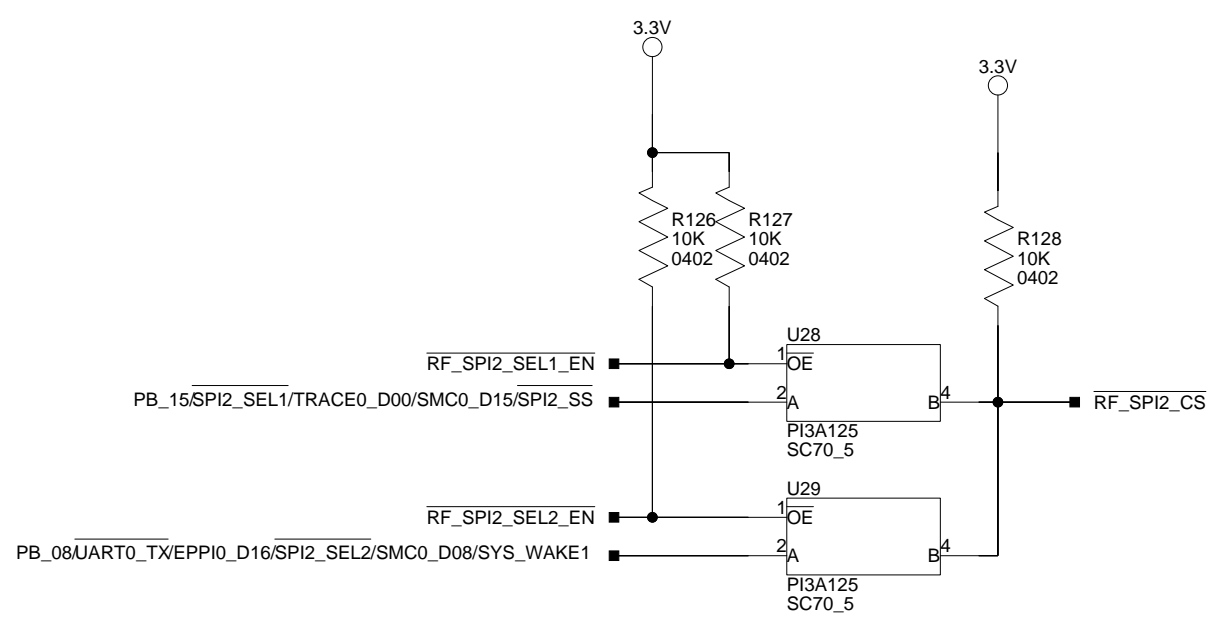 3.3V
3.3V
R126
10K
0402
R127
10K
0402
R128
10K
0402
U28
RF_SPI2_SEL1_EN
1
OE
PB_15/SPI2_SEL1/TRACE0_D00/SMC0_D15/SPI2_SS
2
A
B
4
RF_SPI2_CS
PI3A125
SC70_5
U29
RF_SPI2_SEL2_EN
1
OE
PB_08/UART0_TX/EPPI0_D16/SPI2_SEL2/SMC0_D08/SYS_WAKE1
2
A
B
4
PI3A125
SC70_5